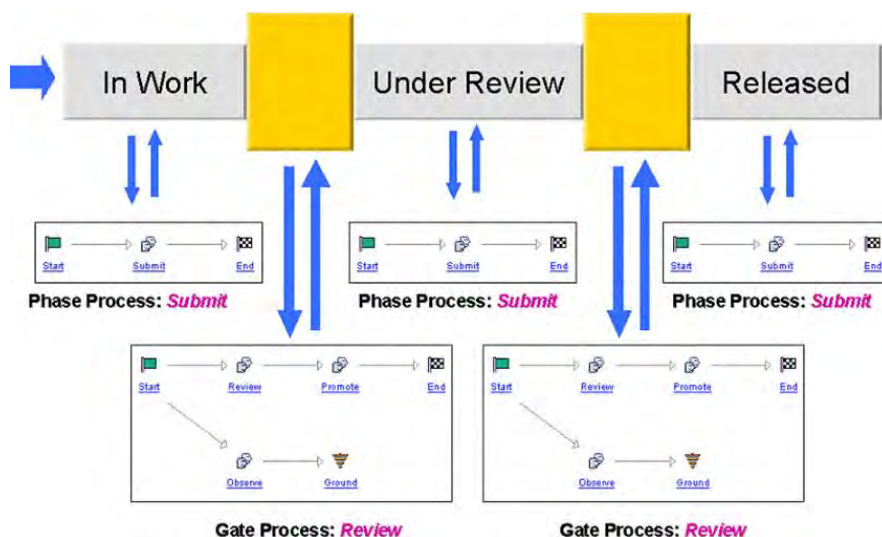 In Work Under Review Released
Start Submit End Start Submit End Start Submit End
Phase Process: Submit Phase Process: Submit Phase Process: Submit
Start Review Promote End Start Review Promote End
Observe Ground Observe Ground
Gate Process: Review Gate Process: Review